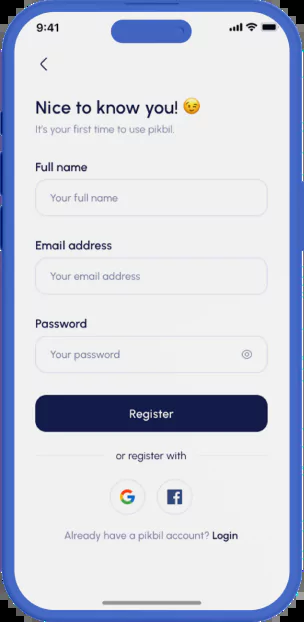 9:41
Nice to know you! 😉
It's your first time to use pikbil.
Full name
Your full name
Email address
Your email address
Password
Your password
Register
or register with
Already have a pikbil account? Login